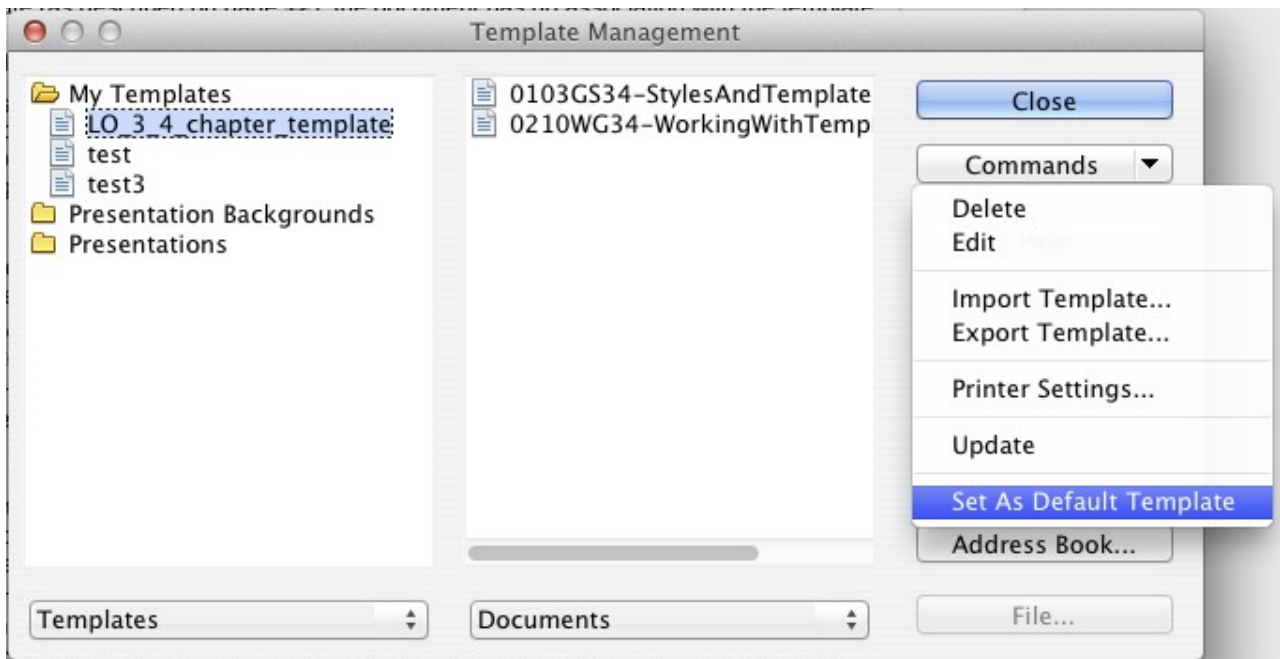 Template Management
My Templates
LO_3_4_chapter_template
test
test3
Presentation Backgrounds
Presentations
Templates
0103GS34-StylesAndTemplate
0210WG34-WorkingWithTemp
Documents
Close
Commands
Delete
Edit
Help
Import Template...
Export Template...
Printer Settings...
Update
Set As Default Template
Address Book...
File...